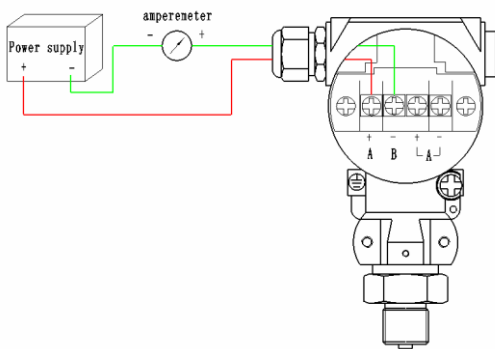 amperemeter
Power supply
+ -
- +
+ - + -
A B A